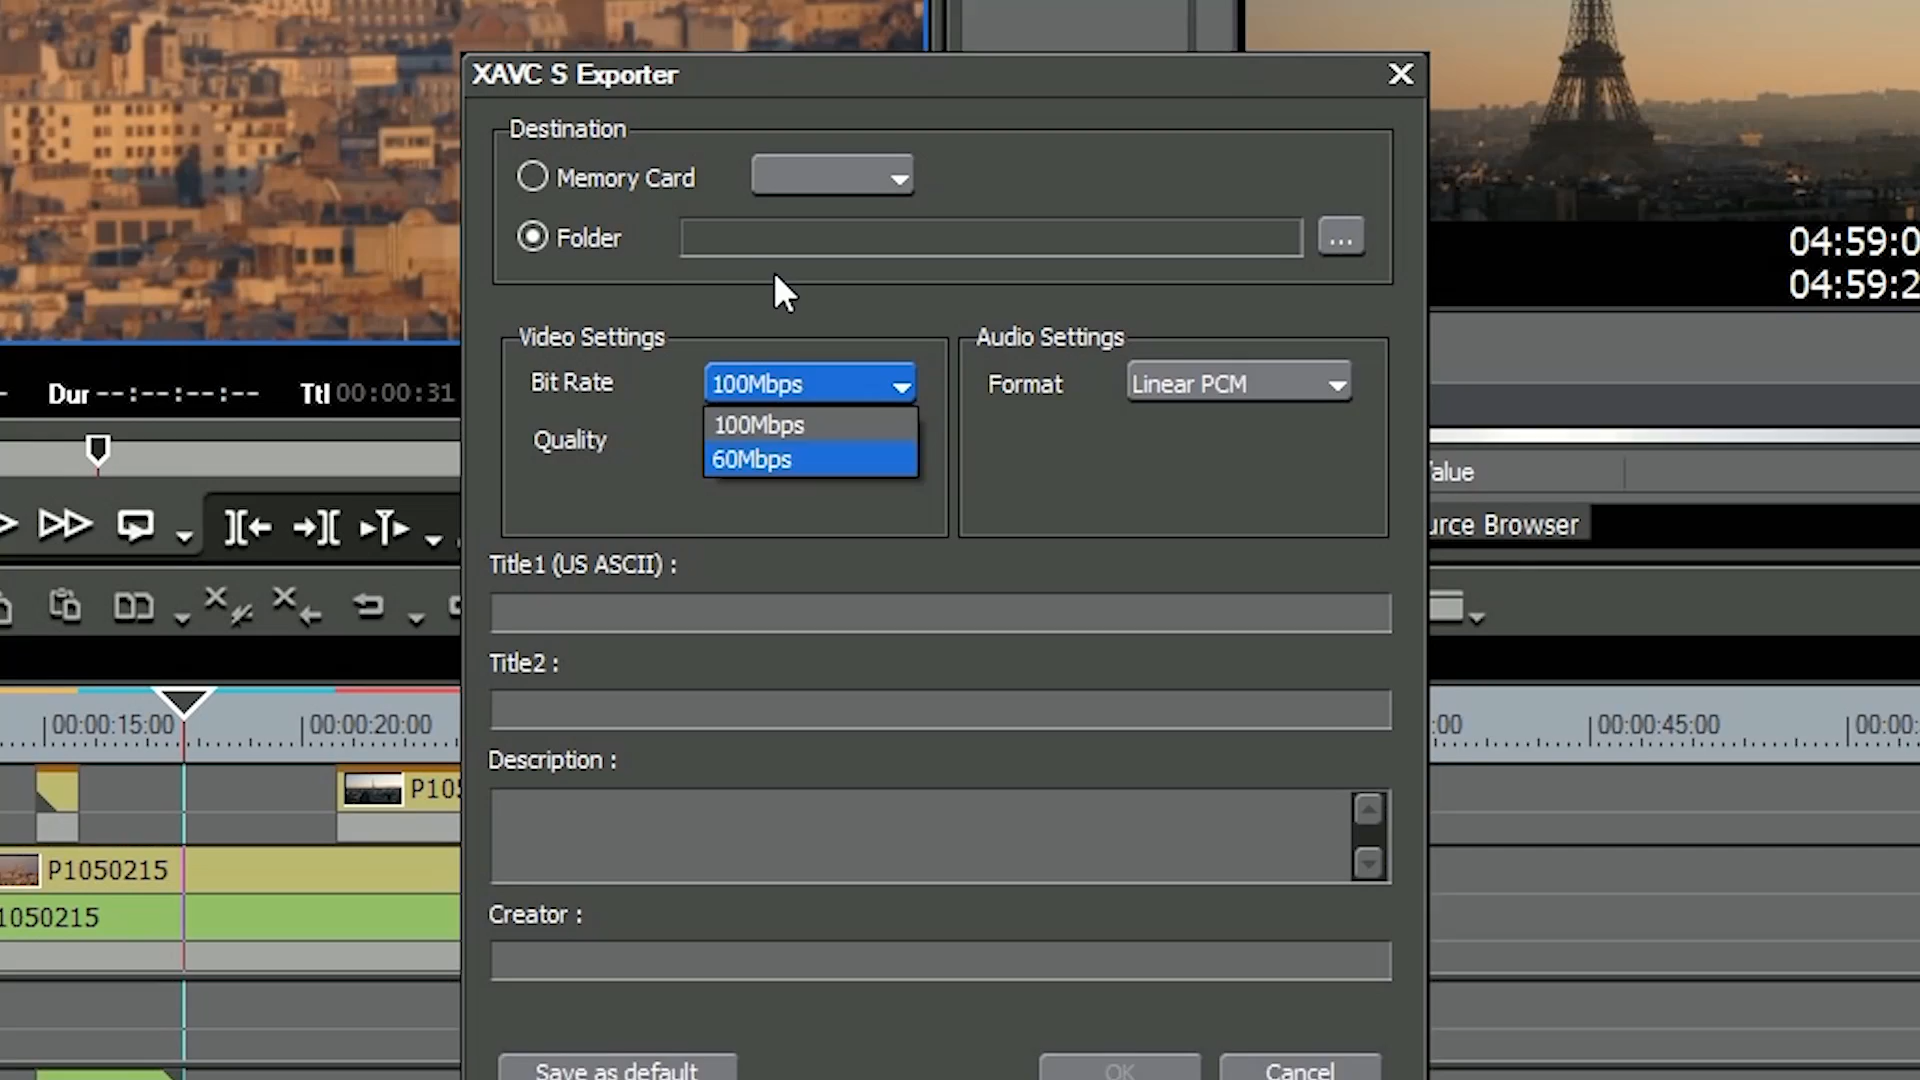 XAVC S Exporter
Destination
Memory Card
Folder
...
Video Settings
Bit Rate
100Mbps
100Mbps
60Mbps
Quality
Audio Settings
Format
Linear PCM
Title1 (US ASCII) :
Title2 :
Description :
Creator :
Save as default
OK
Cancel
04:59:0
04:59:2
Dur --:--:--:--
Ttl 00:00:31
alue
urce Browser
00:00:15:00
00:00:20:00
:00
00:00:45:00
00:00:
P105
P1050215
1050215